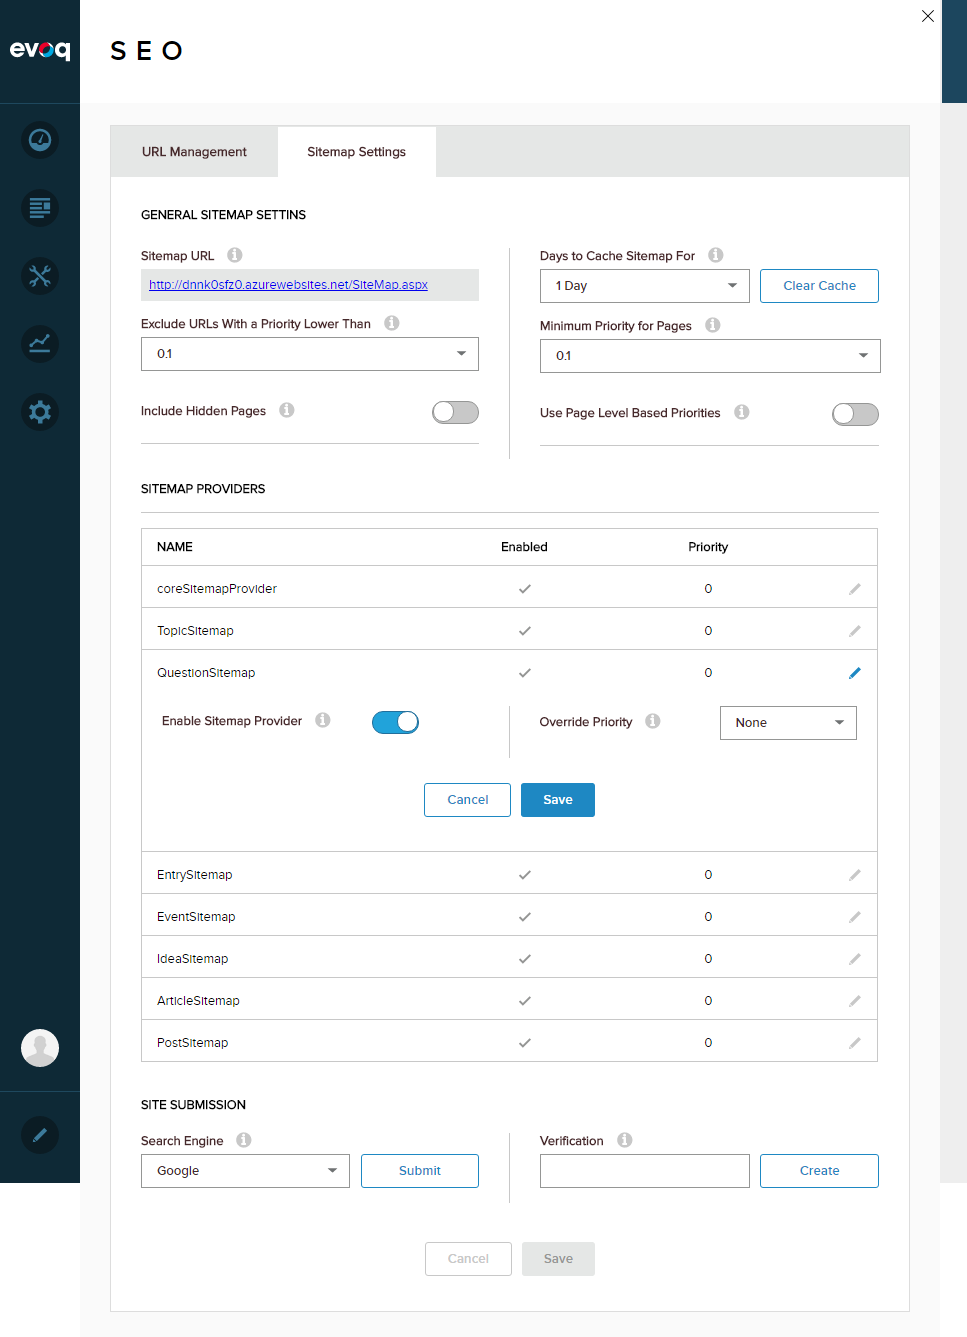 evoq
SEO
URL Management
Sitemap Settings
GENERAL SITEMAP SETTINS
Sitemap URL
http://dnnk0sfz0.azurewebsites.net/SiteMap.aspx
Exclude URLs With a Priority Lower Than
0.1
Include Hidden Pages
Days to Cache Sitemap For
1 Day
Clear Cache
Minimum Priority for Pages
0.1
Use Page Level Based Priorities
SITEMAP PROVIDERS
NAME Enabled Priority
coreSitemapProvider 0
TopicSitemap 0
QuestionSitemap 0
Enable Sitemap Provider
Override Priority
None
Cancel
Save
EntrySitemap 0
EventSitemap 0
IdeaSitemap 0
ArticleSitemap 0
PostSitemap 0
SITE SUBMISSION
Search Engine
Google
Submit
Verification
Create
Cancel
Save